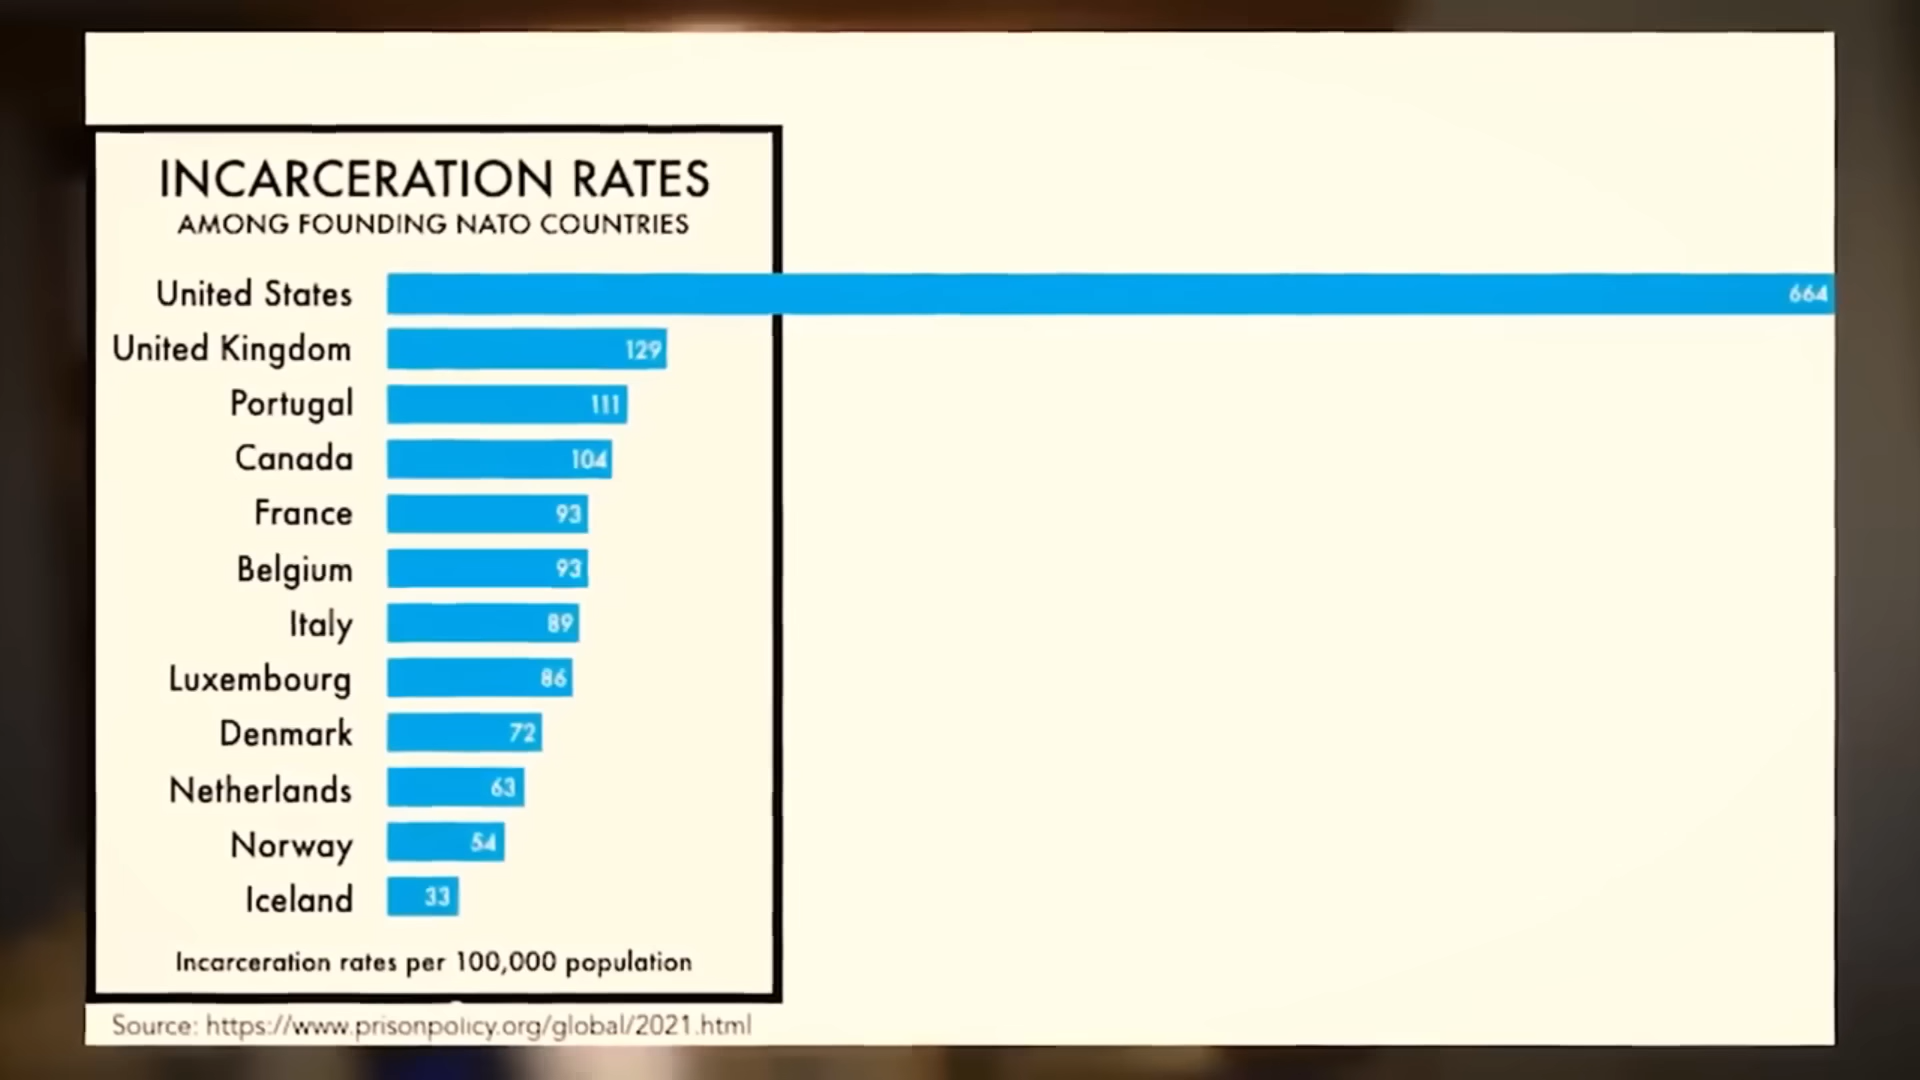 INCARCERATION RATES
AMONG FOUNDING NATO COUNTRIES
United States 664
United Kingdom 129
Portugal 111
Canada 104
France 93
Belgium 93
Italy 89
Luxembourg 86
Denmark 72
Netherlands 63
Norway 54
Iceland 33
Incarceration rates per 100,000 population
Source: https://www.prisonpolicy.org/global/2021.html